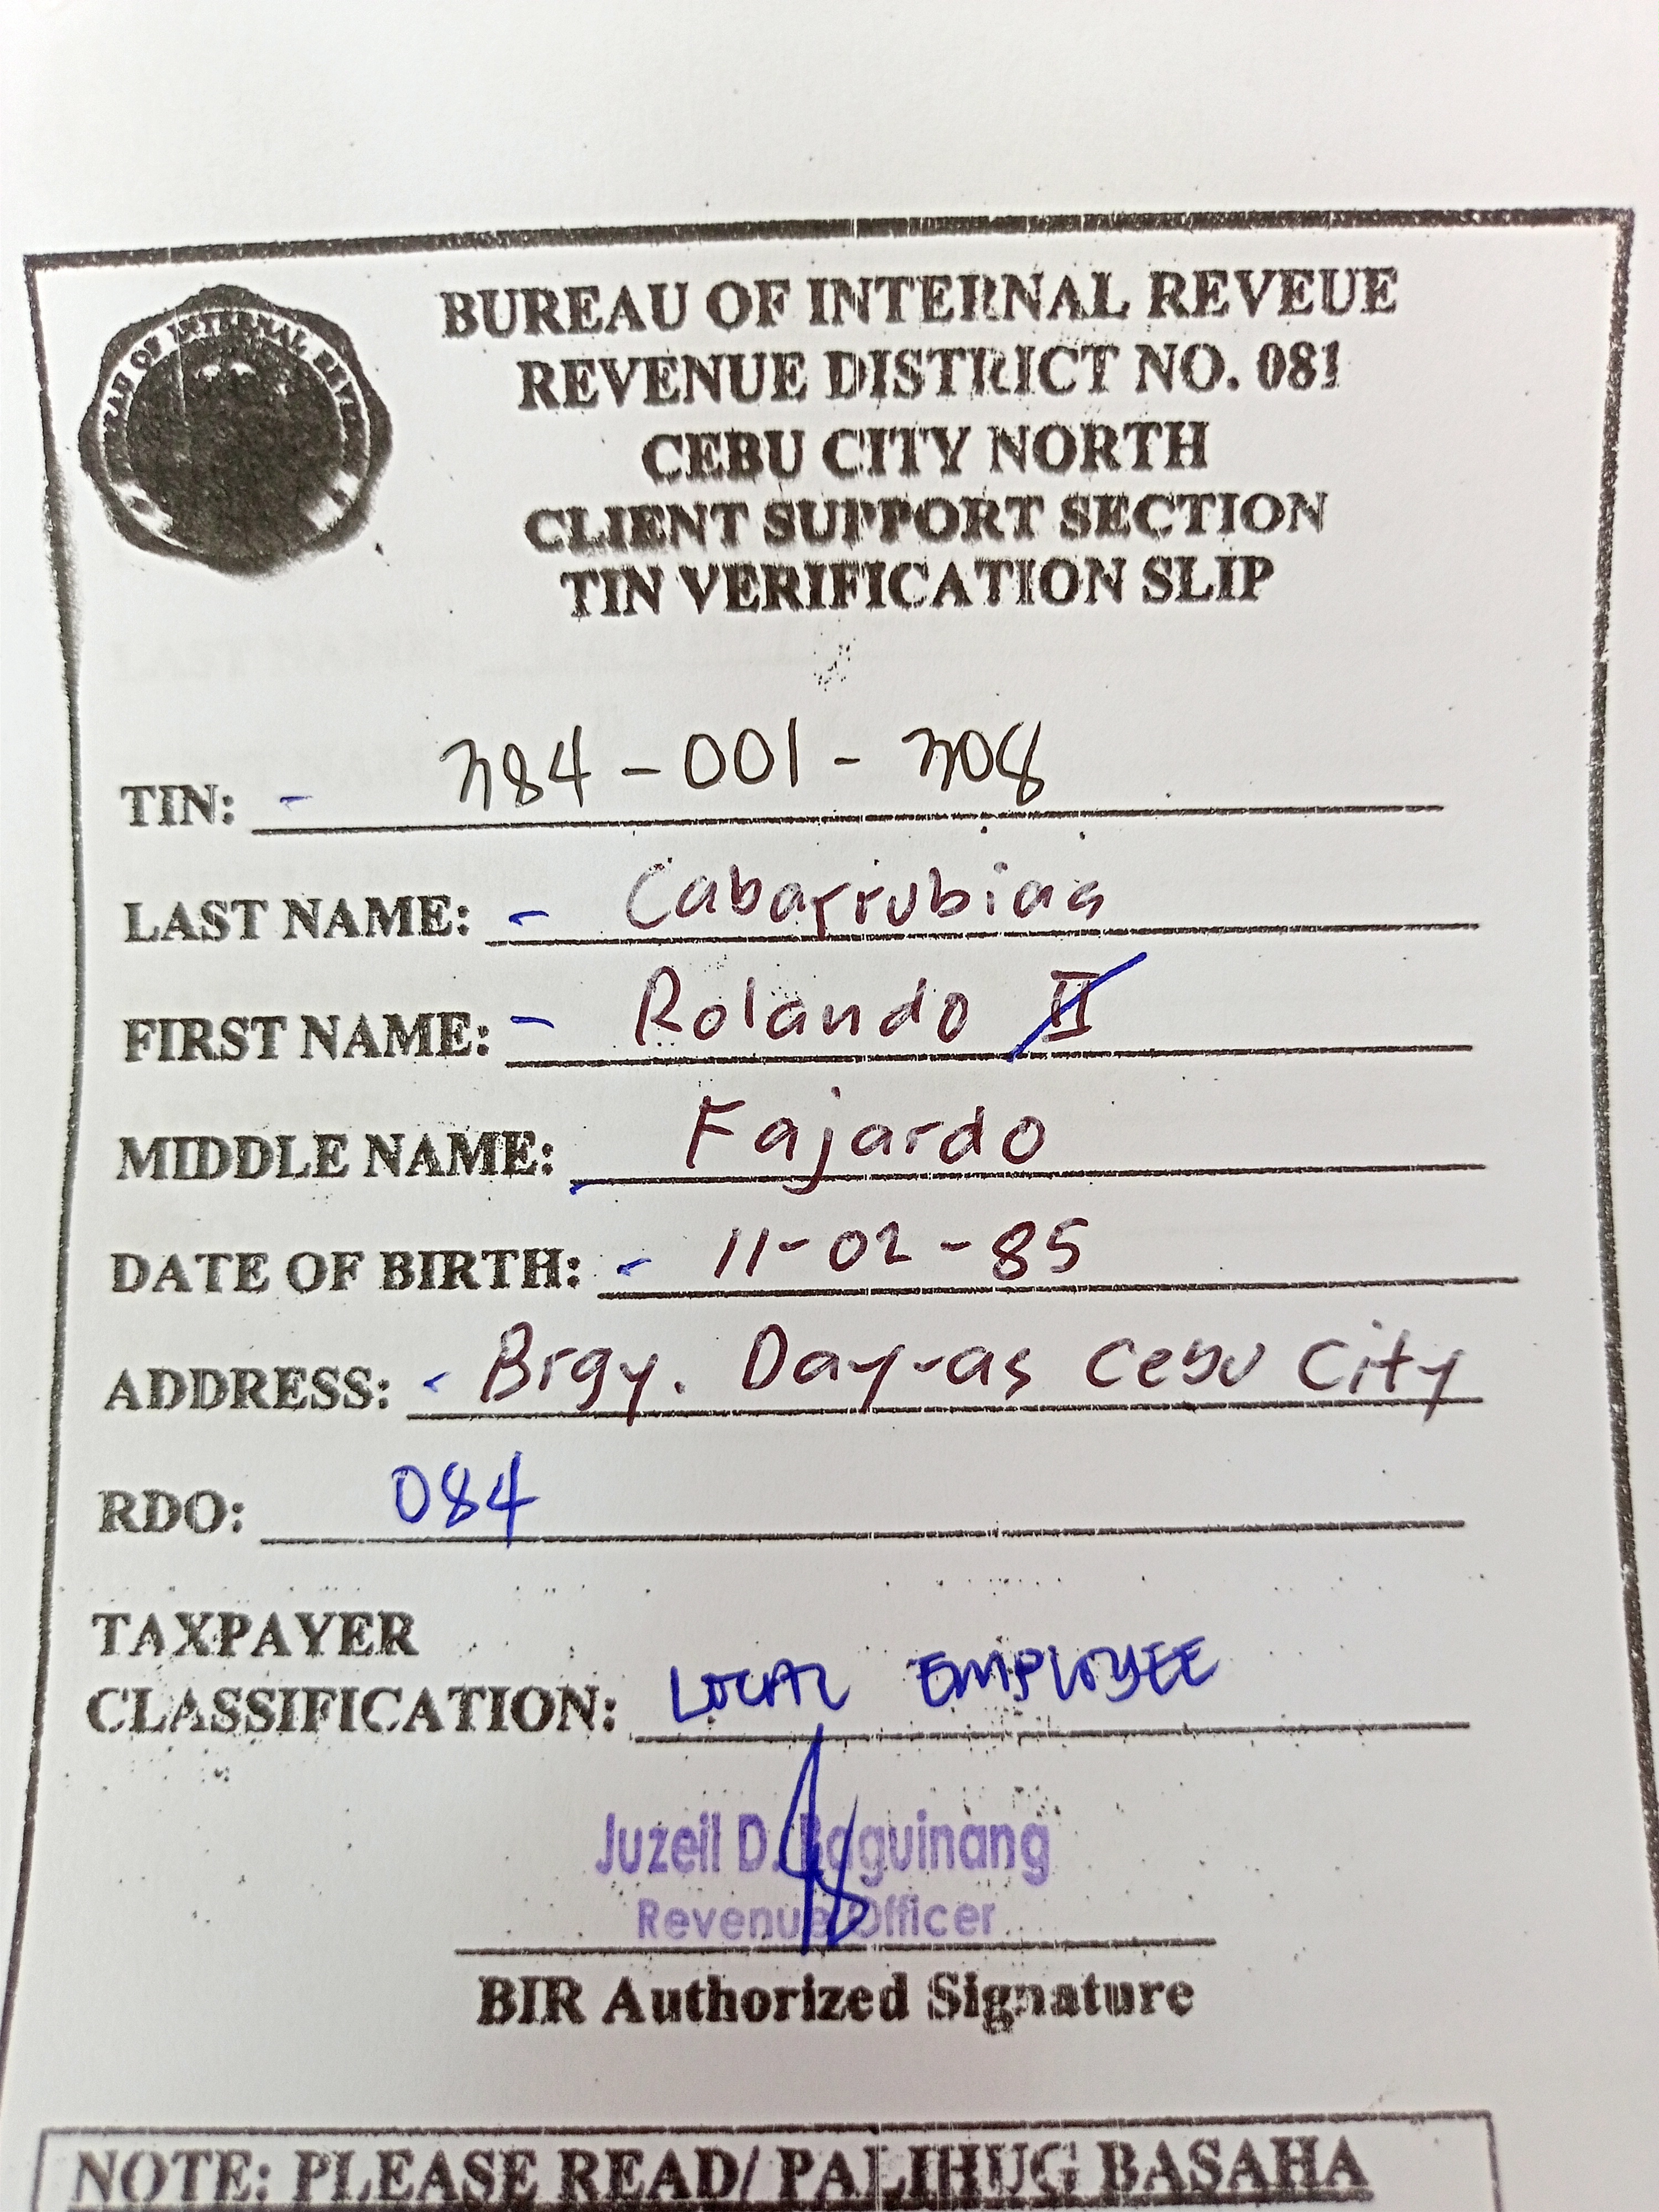 BUREAU OF INTERNAL REVEUE
REVENUE DISTRICT NO. 081
CEBU CITY NORTH
CLIENT SUPPORT SECTION
TIN VERIFICATION SLIP
TIN: - 384-001-308
LAST NAME: - Cabarrubias
FIRST NAME: - Rolando II
MIDDLE NAME: Fajardo
DATE OF BIRTH: - 11-02-85
ADDRESS: - Brgy. Day-as Cebu City
RDO: 084
TAXPAYER
CLASSIFICATION: LOCAL EMPLOYEE
Juzeil D. Baguinang
Revenue Officer
BIR Authorized Signature
NOTE: PLEASE READ/ PALIHUG BASAHA